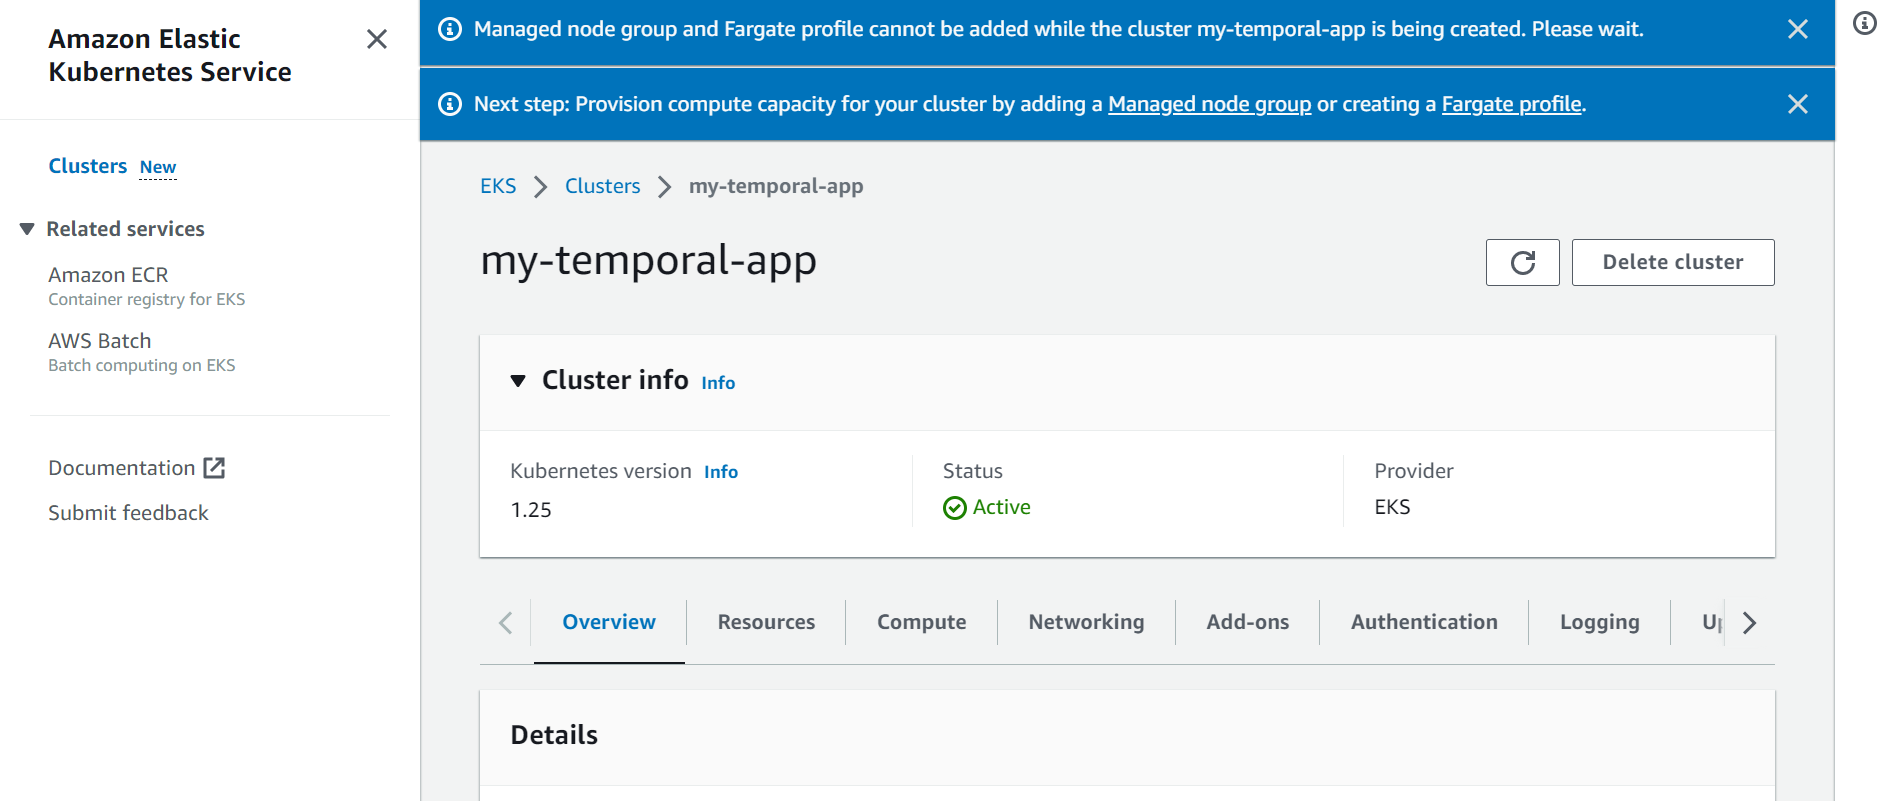 Amazon Elastic
Kubernetes Service
Clusters New
Related services
Amazon ECR
Container registry for EKS
AWS Batch
Batch computing on EKS
Documentation
Submit feedback
Managed node group and Fargate profile cannot be added while the cluster my-temporal-app is being created. Please wait.
Next step: Provision compute capacity for your cluster by adding a Managed node group or creating a Fargate profile.
EKS Clusters my-temporal-app
my-temporal-app
Delete cluster
Cluster info Info
Kubernetes version Info
1.25
Status
Active
Provider
EKS
Overview Resources Compute Networking Add-ons Authentication Logging
Details